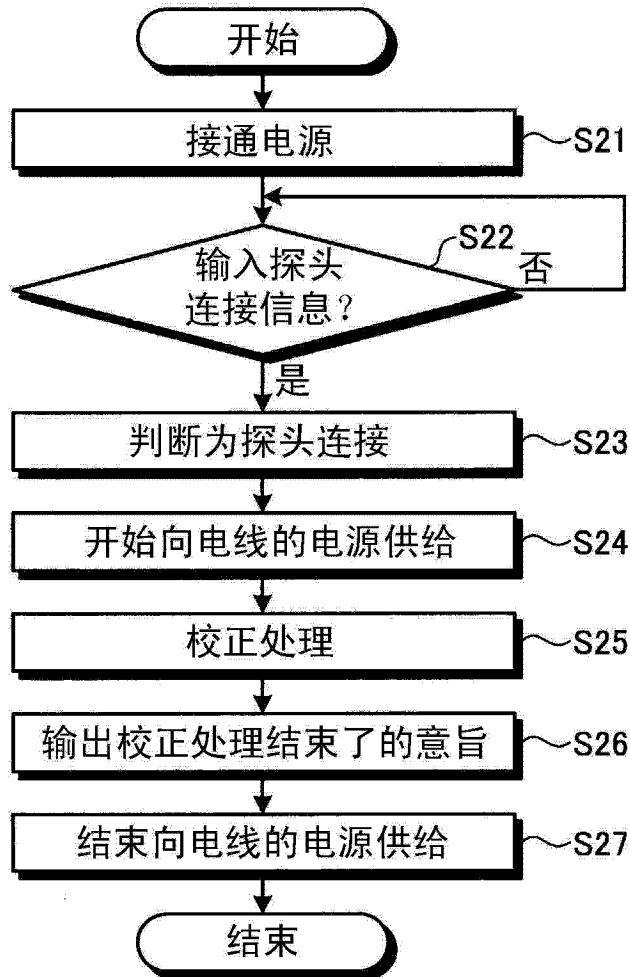 开始
接通电源
S21
S22
输入探头
连接信息?
否
是
判断为探头连接
S23
开始向电线的电源供给
S24
校正处理
S25
输出校正处理结束了的意旨
S26
结束向电线的电源供给
S27
结束